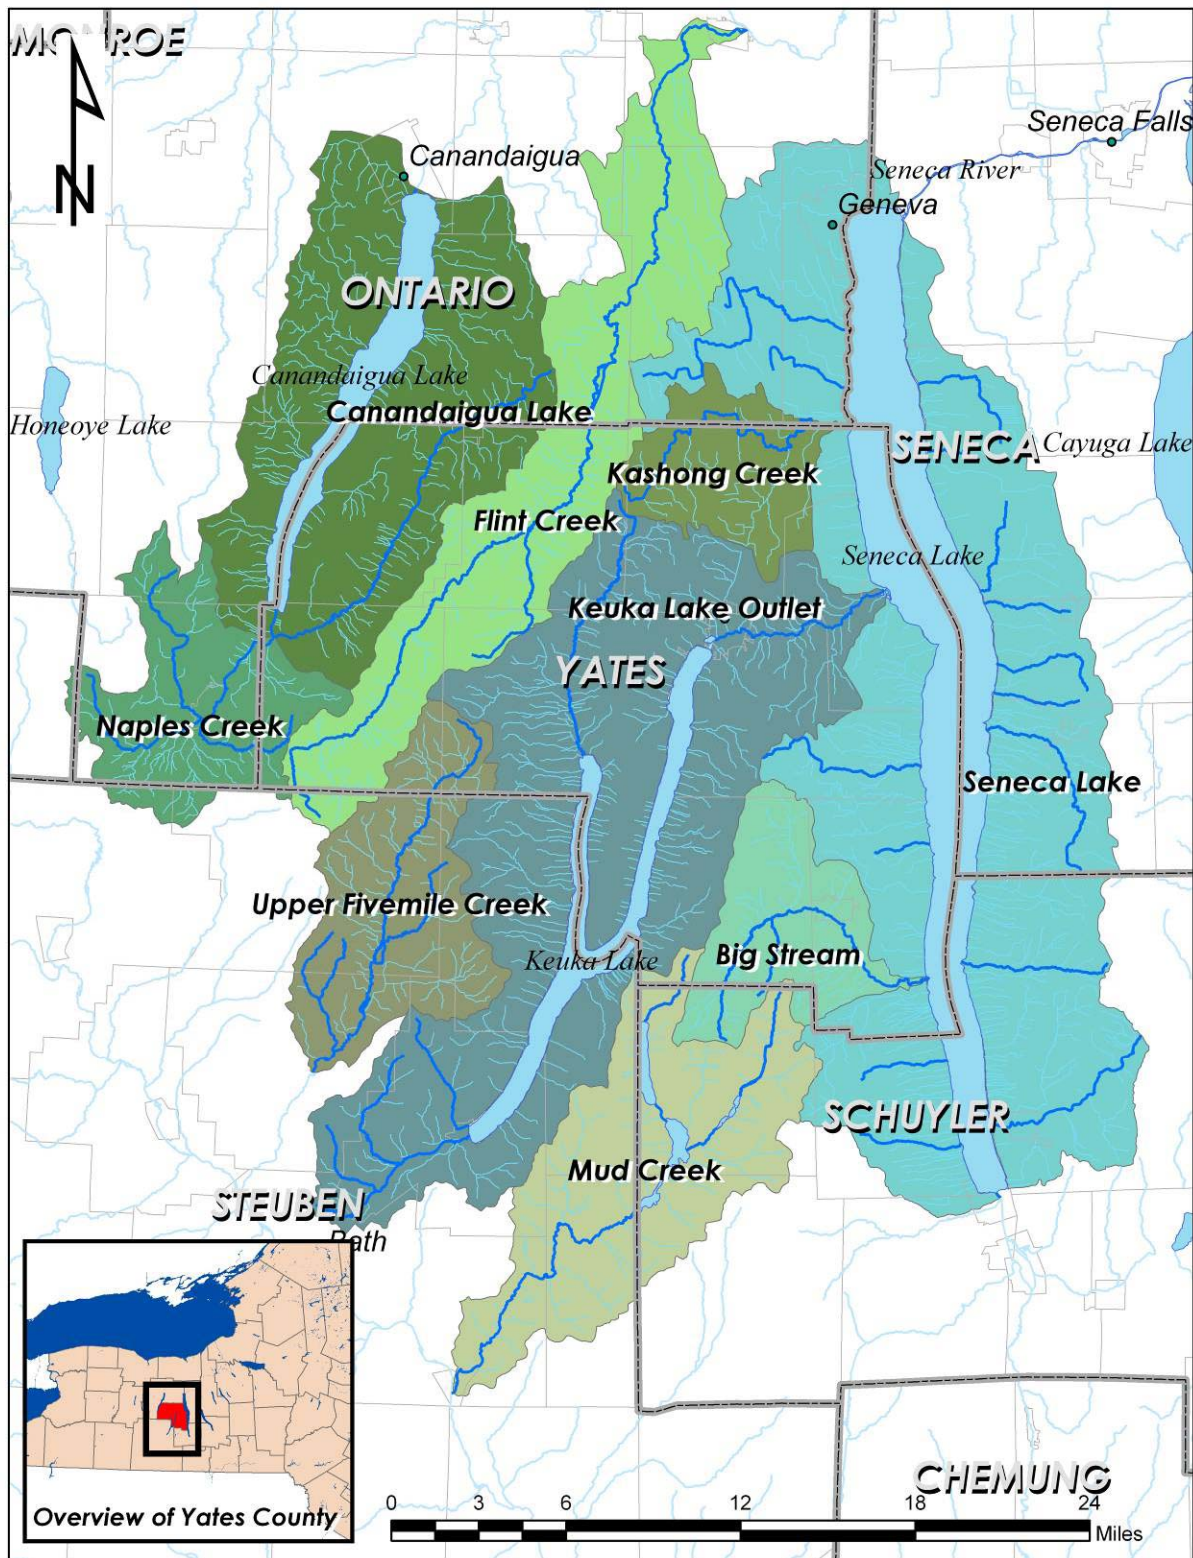 MONROE
N
Seneca Falls
Canandaigua
Seneca River
Geneva
ONTARIO
Canandaigua Lake
Canandaigua Lake
Honeoye Lake
SENECA
Cayuga Lake
Kashong Creek
Flint Creek
Seneca Lake
Keuka Lake Outlet
YATES
Naples Creek
Seneca Lake
Upper Fivemile Creek
Big Stream
Keuka Lake
SCHUYLER
Mud Creek
STEUBEN
Bath
CHEMUNG
0 3 6 12 18 24
Miles
Overview of Yates County